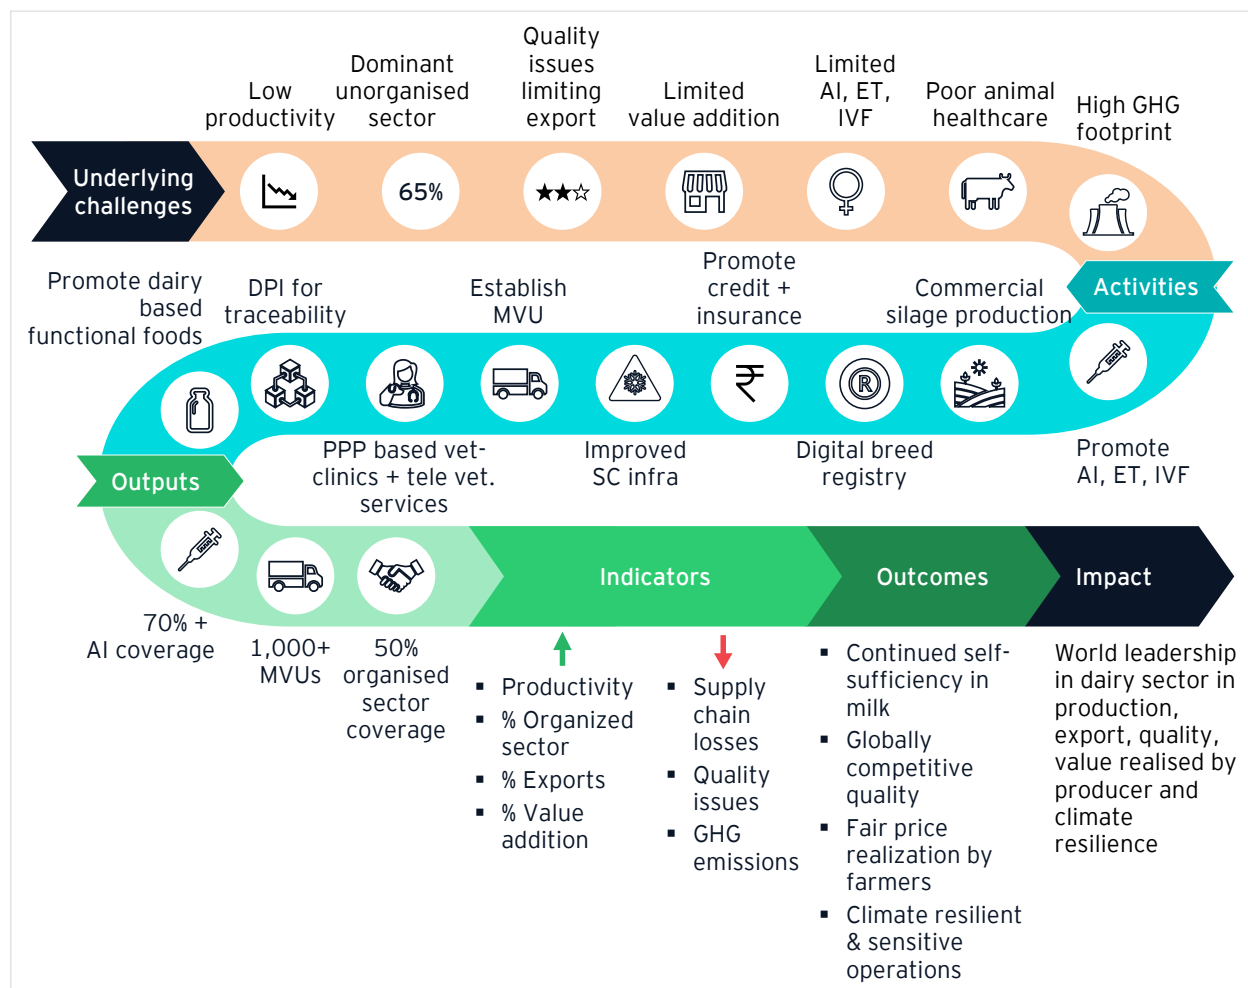 Low
productivity
Dominant
unorganised
sector
Quality
issues
limiting
export
Limited
value addition
Limited
AI, ET,
IVF
Poor animal
healthcare
High GHG
footprint
Underlying
challenges
65%
Activities
Promote dairy
based
functional foods
DPI for
traceability
Establish
MVU
Promote
credit +
insurance
Commercial
silage production
R
PPP based vet-
clinics + tele vet.
services
Improved
SC infra
Digital breed
registry
Promote
AI, ET, IVF
Outputs
70% +
AI coverage
1,000+
MVUs
50%
organised
sector
coverage
Indicators
▪ Productivity
▪ % Organized
sector
▪ % Exports
▪ % Value
addition
▪ Supply
chain
losses
▪ Quality
issues
▪ GHG
emissions
Outcomes
▪ Continued self-
sufficiency in
milk
▪ Globally
competitive
quality
▪ Fair price
realization by
farmers
▪ Climate resilient
& sensitive
operations
Impact
World leadership
in dairy sector in
production,
export, quality,
value realised by
producer and
climate
resilience